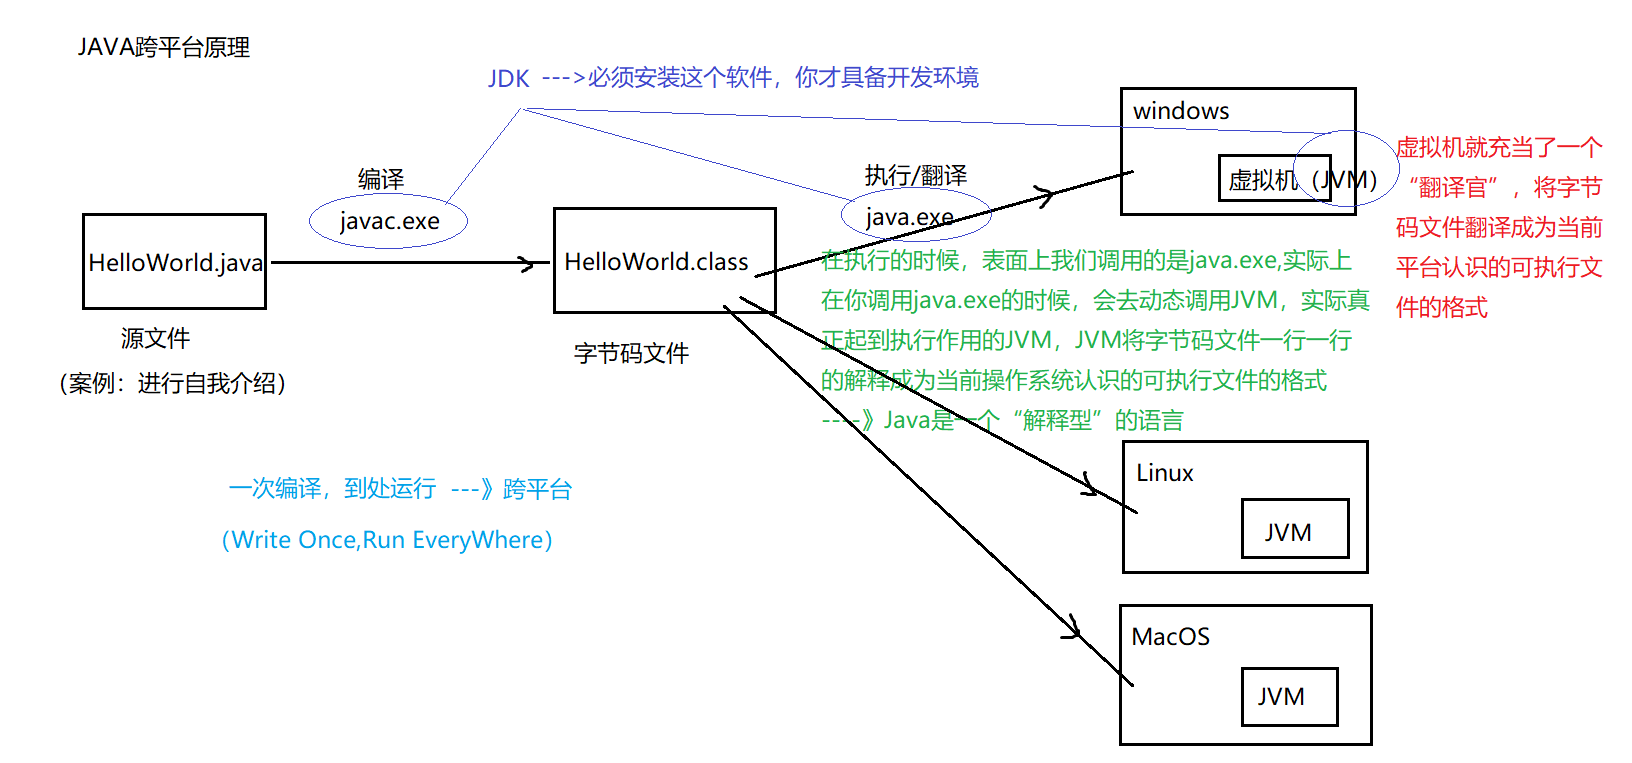 JAVA跨平台原理
JDK --->必须安装这个软件，你才具备开发环境
编译
javac.exe
HelloWorld.java
源文件
（案例：进行自我介绍）
HelloWorld.class
字节码文件
执行/翻译
java.exe
windows
虚拟机（JVM）
虚拟机就充当了一个
“翻译官”，将字节
码文件翻译成为当前
平台认识的可执行文
件的格式
在执行的时候，表面上我们调用的是java.exe,实际上
在你调用java.exe的时候，会去动态调用JVM，实际真
正起到执行作用的JVM，JVM将字节码文件一行一行
的解释成为当前操作系统认识的可执行文件的格式
----》Java是一个“解释型”的语言
一次编译，到处运行 ---》跨平台
（Write Once,Run EveryWhere）
Linux
JVM
MacOS
JVM